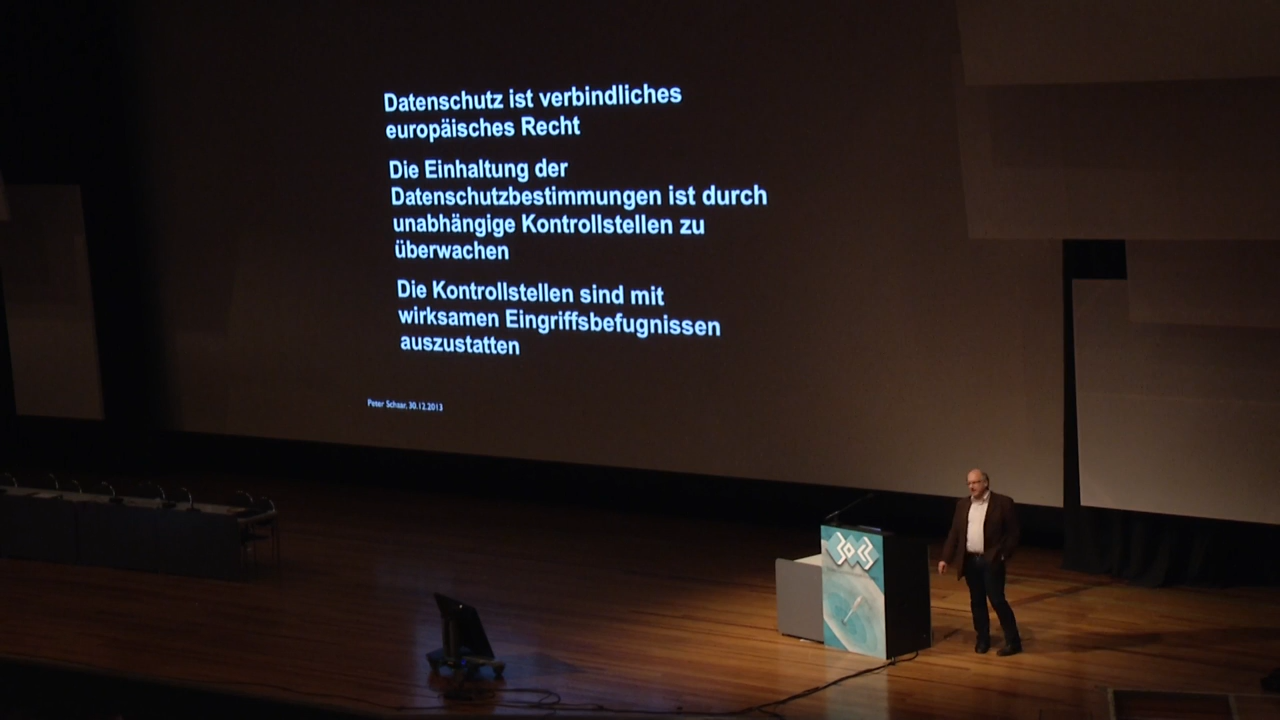 Datenschutz ist verbindliches
europäisches Recht
Die Einhaltung der
Datenschutzbestimmungen ist durch
unabhängige Kontrollstellen zu
überwachen
Die Kontrollstellen sind mit
wirksamen Eingriffsbefugnissen
auszustatten
Peter Schaar, 30.12.2013
30C3